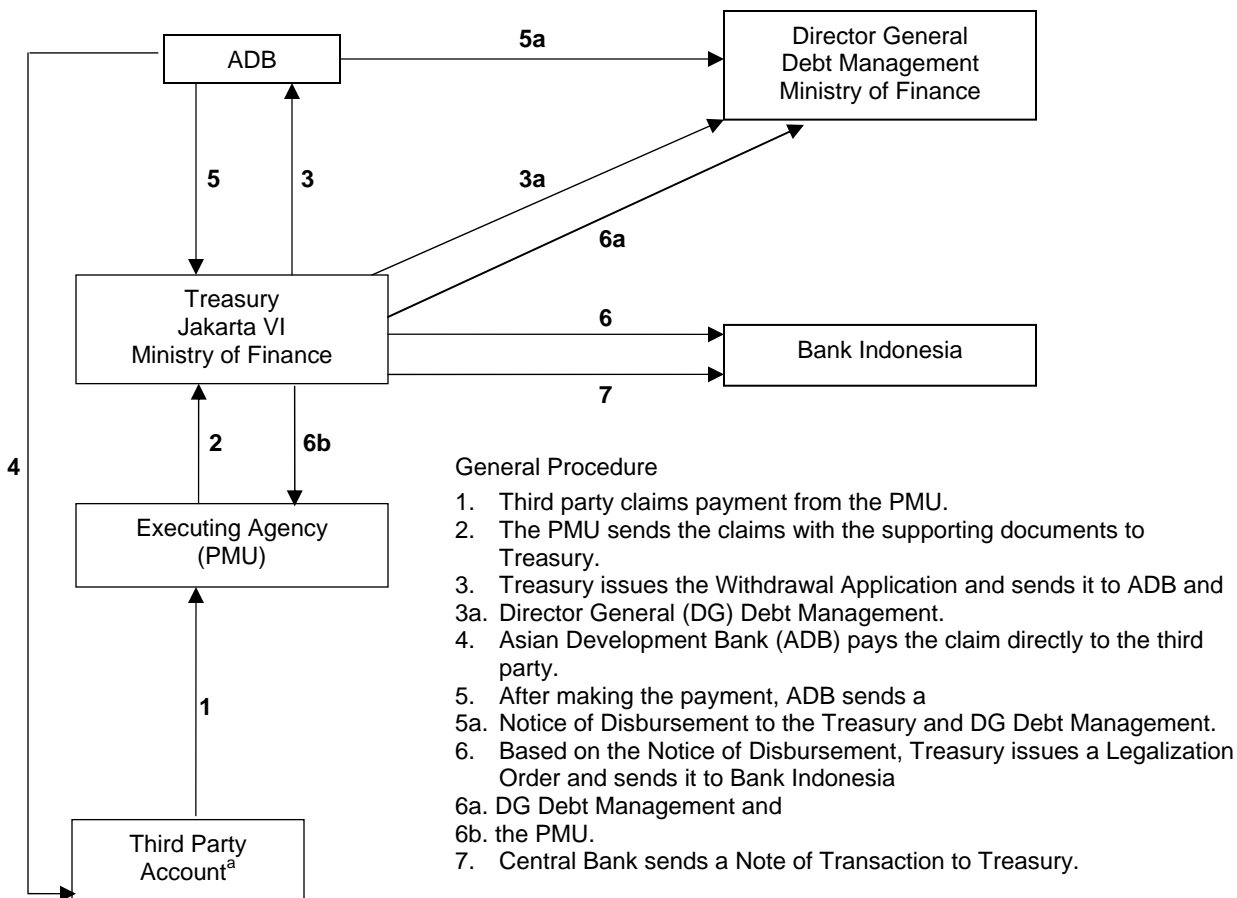 ADB
5a
Director General
Debt Management
Ministry of Finance
5
3
3a
6a
Treasury
Jakarta VI
Ministry of Finance
6
Bank Indonesia
7
2
6b
4
Executing Agency
(PMU)
1
Third Party
Accountᵃ
General Procedure
1. Third party claims payment from the PMU.
2. The PMU sends the claims with the supporting documents to
Treasury.
3. Treasury issues the Withdrawal Application and sends it to ADB and
3a. Director General (DG) Debt Management.
4. Asian Development Bank (ADB) pays the claim directly to the third
party.
5. After making the payment, ADB sends a
5a. Notice of Disbursement to the Treasury and DG Debt Management.
6. Based on the Notice of Disbursement, Treasury issues a Legalization
Order and sends it to Bank Indonesia
6a. DG Debt Management and
6b. the PMU.
7. Central Bank sends a Note of Transaction to Treasury.